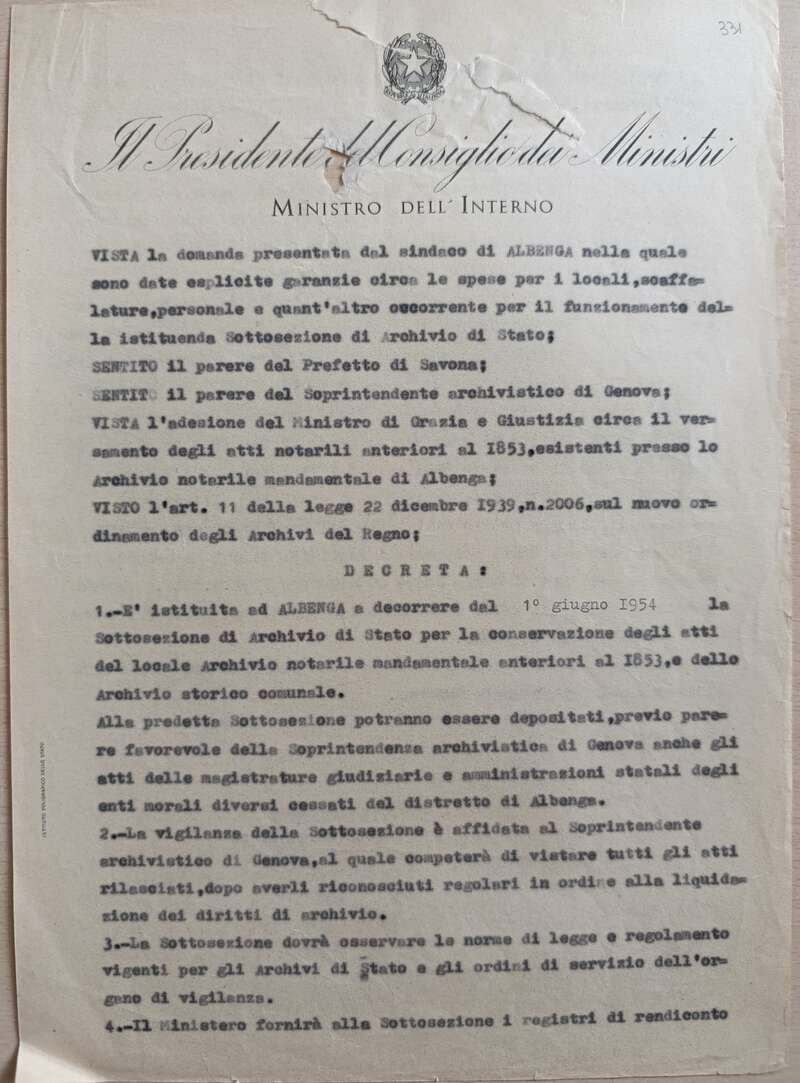 331
Il Presidente del Consiglio dei Ministri
MINISTRO DELL'INTERNO
VISTA la domanda presentata dal sindaco di ALBENGA nella quale
sono date esplicite garanzie circa le spese per i locali,scaffa=
lature,personale e quant'altro occorrente per il funzionamento del=
la istituenda Sottosezione di Archivio di Stato;
SENTITO il parere del Prefetto di Savona;
SENTITO il parere del Soprintendente archivistico di Genova;
VISTA l'adesione del Ministro di Grazia e Giustizia circa il ver=
samento degli atti notarili anteriori al I853,esistenti presso lo
Archivio notarile mandamentale di Albenga;
VISTO l'art. 11 della legge 22 dicembre I939,n.2006,sul nuovo or=
dinamento degli Archivi del Regno;
D E C R E T A :
1.-E' istituita ad ALBENGA a decorrere dal 1° giugno I954 la
Sottosezione di Archivio di Stato per la conservazione degli atti
del locale Archivio notarile mandamentale anteriori al I853,e dello
Archivio storico comunale.
Alla predetta Sottosezione potranno essere depositati,previo pare=
re favorevole della Soprintendenza archivistica di Genova anche gli
atti delle magistrature giudiziarie e amministrazioni statali degli
enti morali diversi cessati del distretto di Albenga.
2.-La vigilanza della Sottosezione è affidata al Soprintendente
archivistico di Genova,al quale competerà di vistare tutti gli atti
rilasciati,dopo averli riconosciuti regolari in ordine alla liquida=
zione dei diritti di archivio.
3.-La Sottosezione dovrà osservare le norme di legge e regolamento
vigenti per gli Archivi di Stato e gli ordini di servizio dell'or=
gano di vigilanza.
4.-Il Ministero fornirà alla Sottosezione i registri di rendiconto
ISTITUTO POLIGRAFICO DELLO STATO